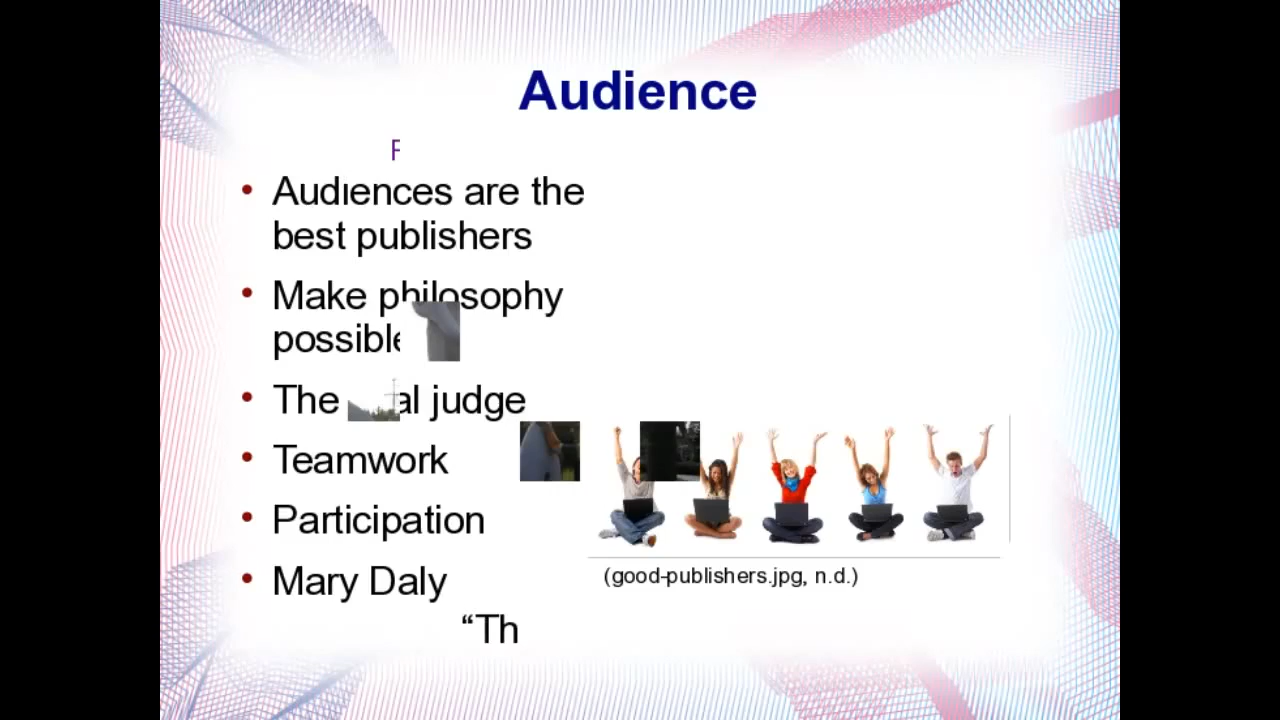 Audience
F
• Audiences are the
best publishers
• Make philosophy
possible
• The al judge
• Teamwork
• Participation
• Mary Daly
“Th
(good-publishers.jpg, n.d.)